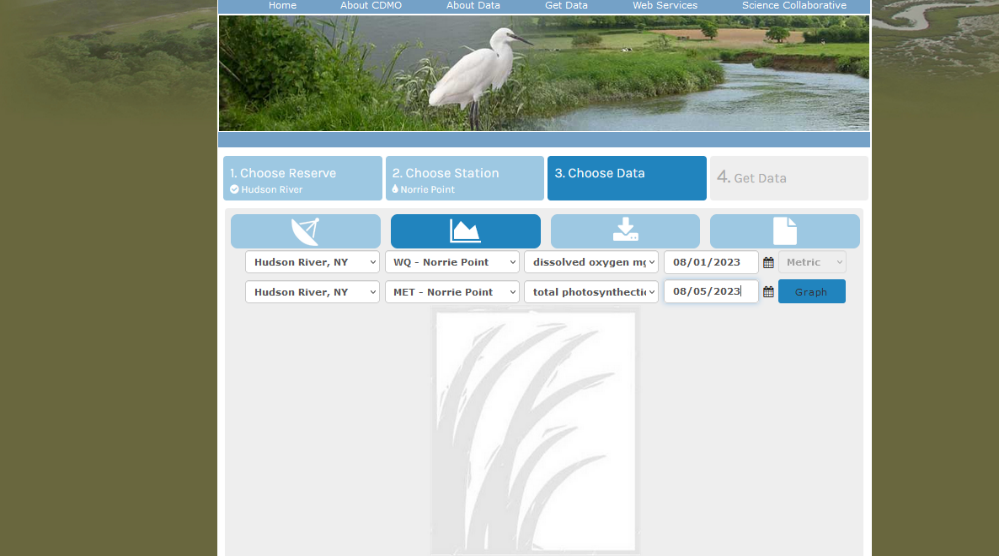 Home About CDMO About Data Get Data Web Services Science Collaborative
1. Choose Reserve
Hudson River
2. Choose Station
Norrie Point
3. Choose Data
4. Get Data
Hudson River, NY WQ - Norrie Point dissolved oxygen mg 08/01/2023 Metric
Hudson River, NY MET - Norrie Point total photosynthectic 08/05/2023 Graph